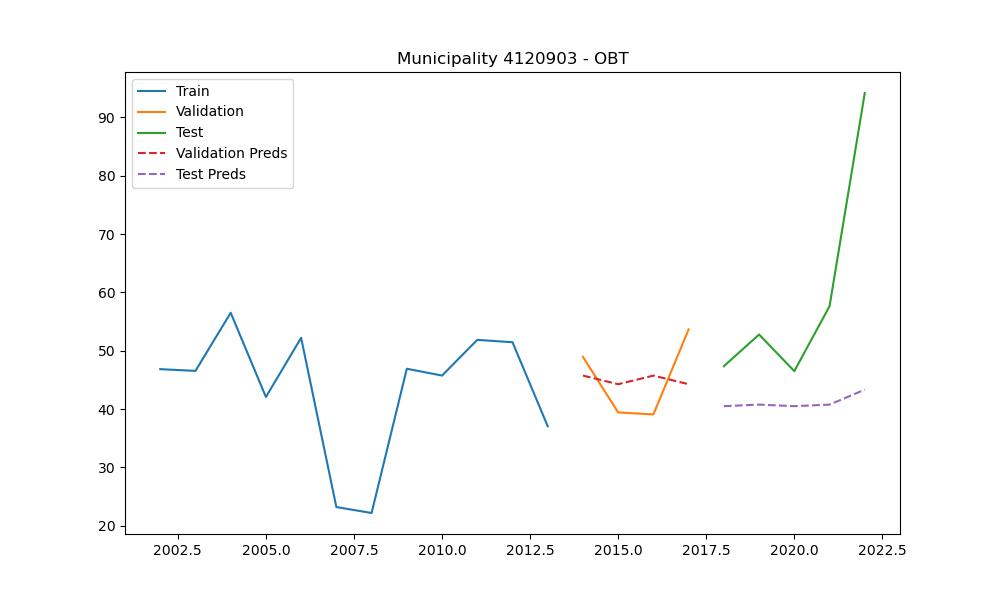 Municipality 4120903 - OBT
Train
Validation
Test
Validation Preds
Test Preds
90
80
70
60
50
40
30
20
2002.5 2005.0 2007.5 2010.0 2012.5 2015.0 2017.5 2020.0 2022.5